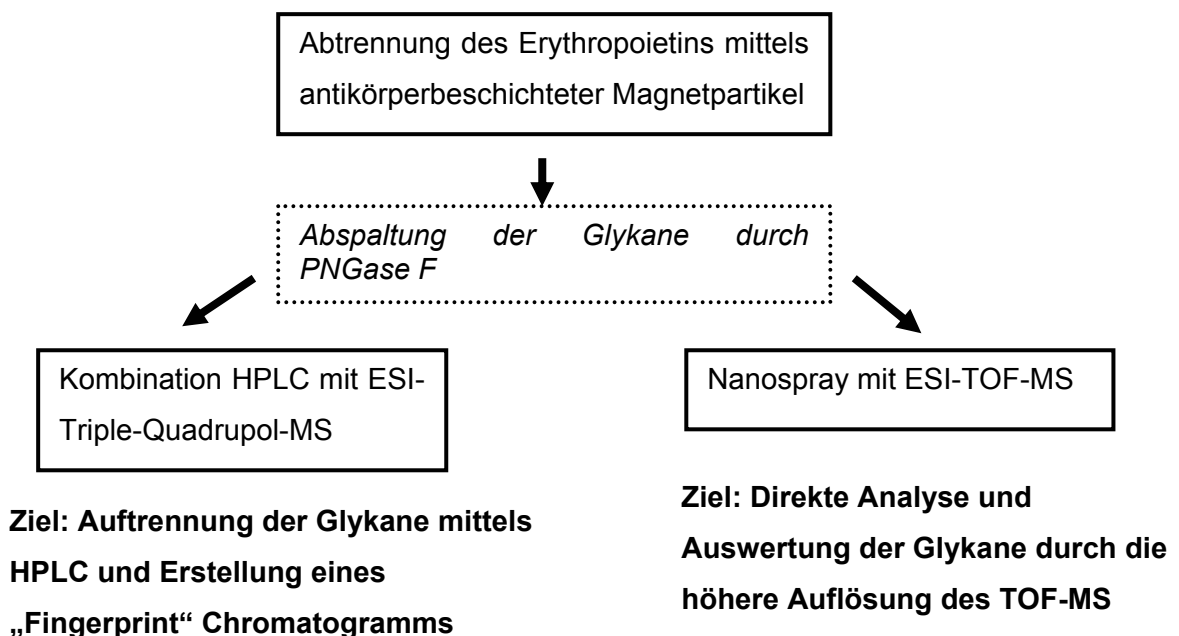 Abtrennung des Erythropoietins mittels
antikörperbeschichteter Magnetpartikel
Abspaltung der Glykane durch
PNGase F
Kombination HPLC mit ESI-
Triple-Quadrupol-MS
Ziel: Auftrennung der Glykane mittels
HPLC und Erstellung eines
„Fingerprint“ Chromatogramms
Nanospray mit ESI-TOF-MS
Ziel: Direkte Analyse und
Auswertung der Glykane durch die
höhere Auflösung des TOF-MS